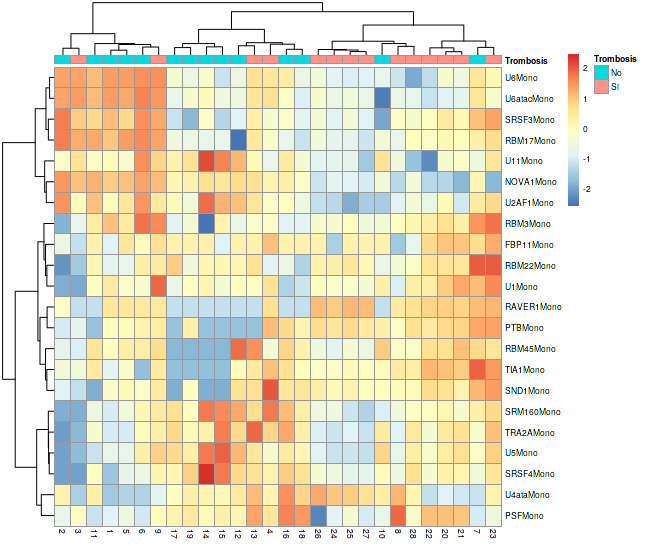 Trombosis
Trombosis
No
SI
2
1
0
-1
-2
U6Mono
U6atacMono
SRSF3Mono
RBM17Mono
U11Mono
NOVA1Mono
U2AF1Mono
RBM3Mono
FBP11Mono
RBM22Mono
U1Mono
RAVER1Mono
PTBMono
RBM45Mono
TIA1Mono
SND1Mono
SRM160Mono
TRA2AMono
U5Mono
SRSF4Mono
U4ataMono
PSFMono
2 3 11 1 5 6 9 17 19 14 15 12 13 4 16 18 26 24 25 27 10 8 28 22 20 21 7 23